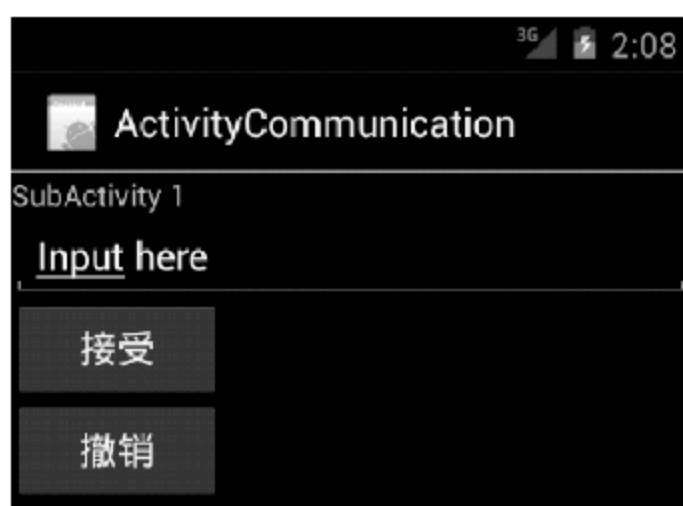 3G 2:08
ActivityCommunication
SubActivity 1
Input here
接受
撤销